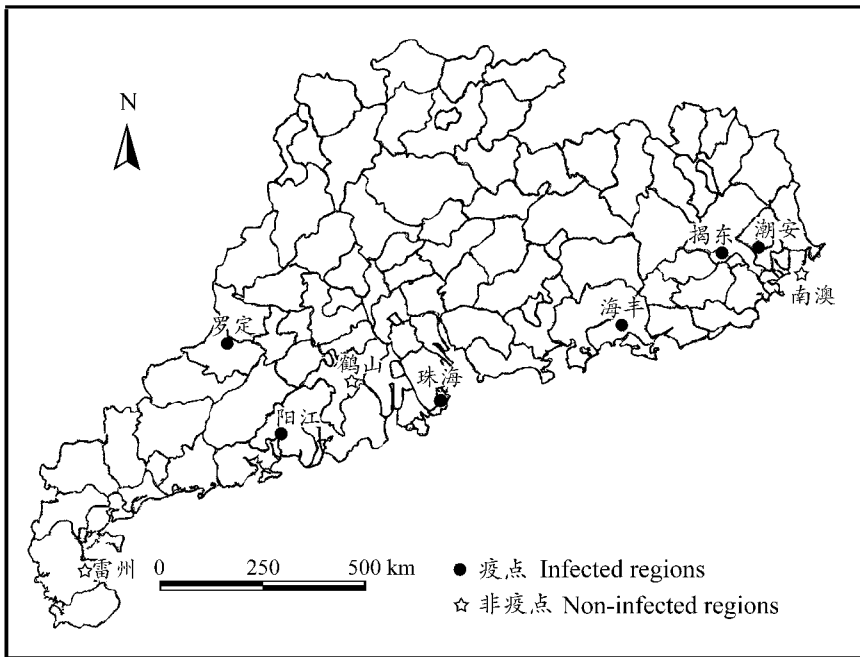 N
揭东
潮安
南澳
海丰
罗定
鹤山
珠海
阳江
雷州
0 250 500 km
疫点 Infected regions
非疫点 Non-infected regions